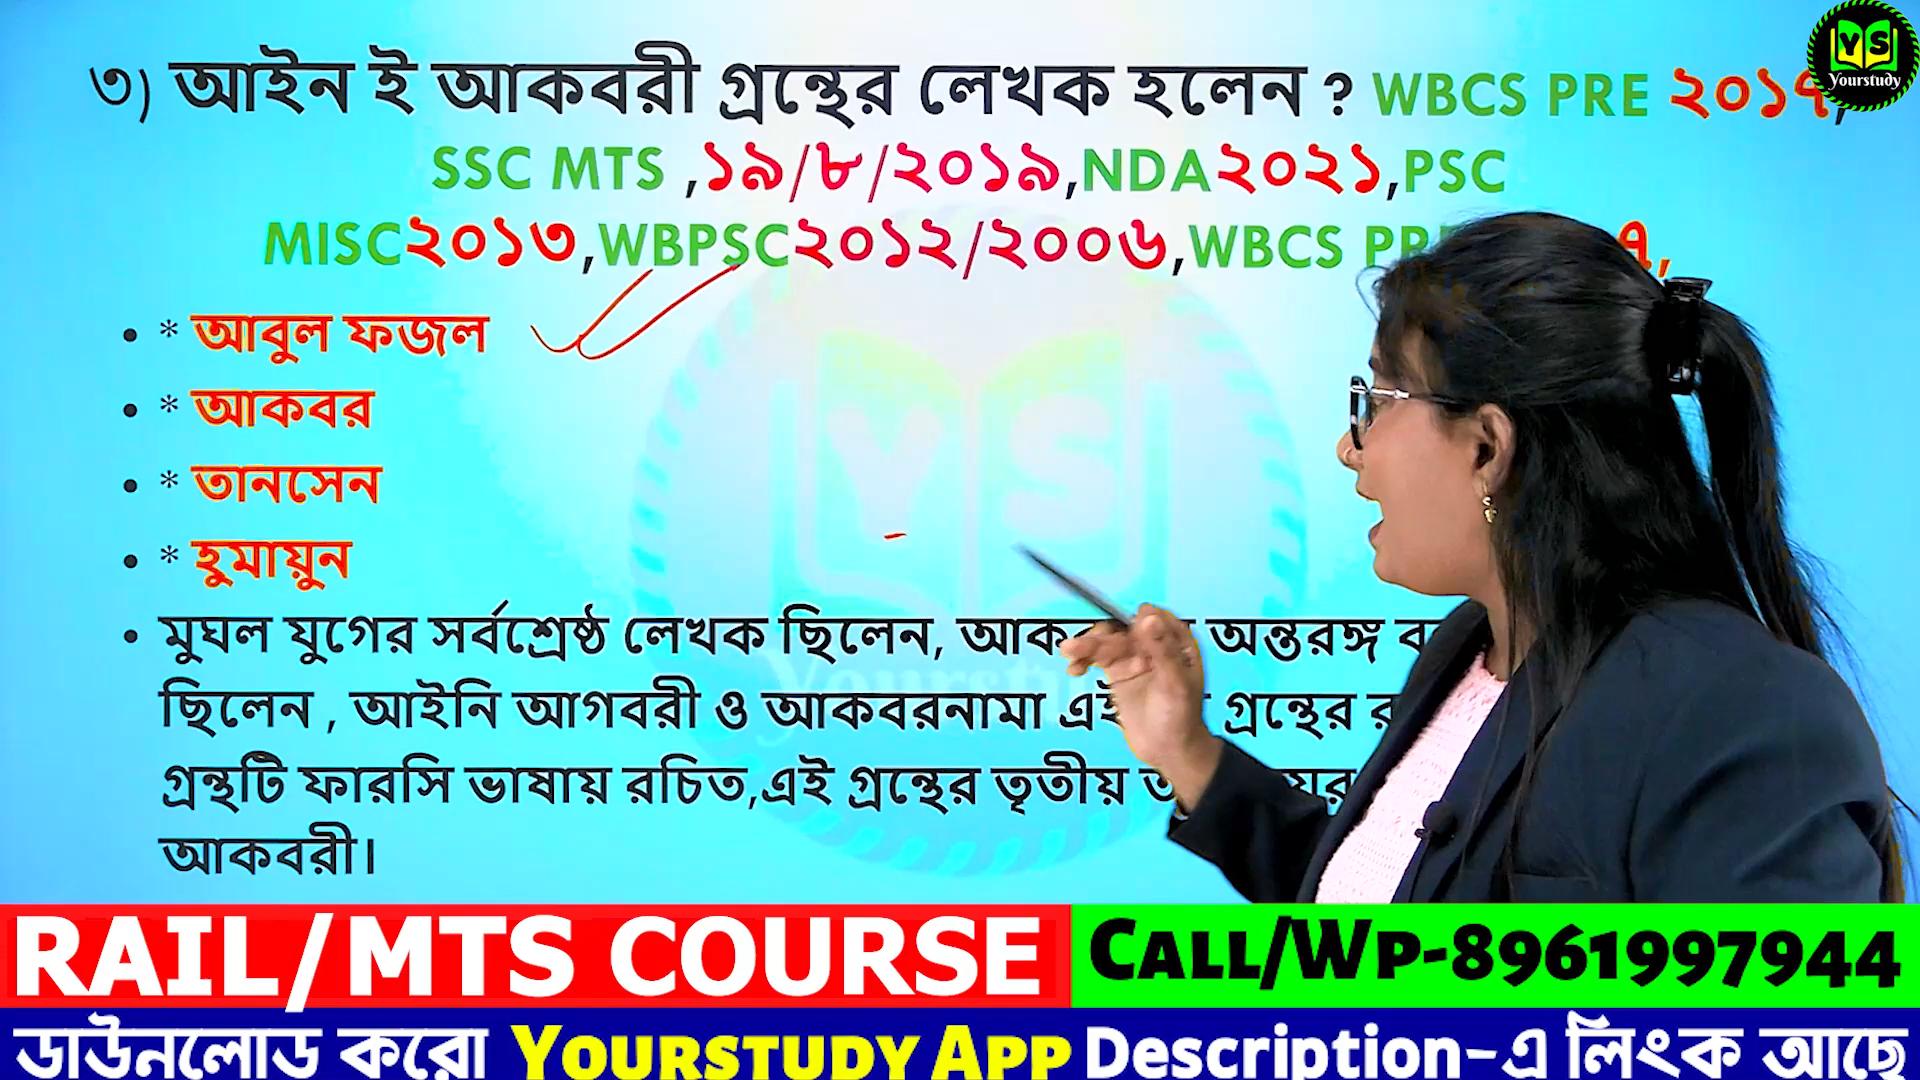 ৩) আইন ই আকবরী গ্রন্থের লেখক হলেন ? WBCS PRE ২০১৭,
SSC MTS ,১৯/৮/২০১৯,NDA২০২১,PSC
MISC২০১৩,WBPSC২০১২/২০০৬,WBCS
• * আবুল ফজল
• * আকবর
• * তানসেন
• * হুমায়ুন
• মুঘল যুগের সর্বশ্রেষ্ঠ লেখক ছিলেন, অন্তরঙ্গ
ছিলেন , আইনি আগবরী ও আকবরনামা গ্রন্থের
গ্রন্থটি ফারসি ভাষায় রচিত,এই গ্রন্থের তৃতীয়
আকবরী।
YS
Yourstudy
RAIL/MTS COURSE
CALL/WP-8961997944
ডাউনলোড করো YOURSTUDY APP Description-এ লিংক আছে